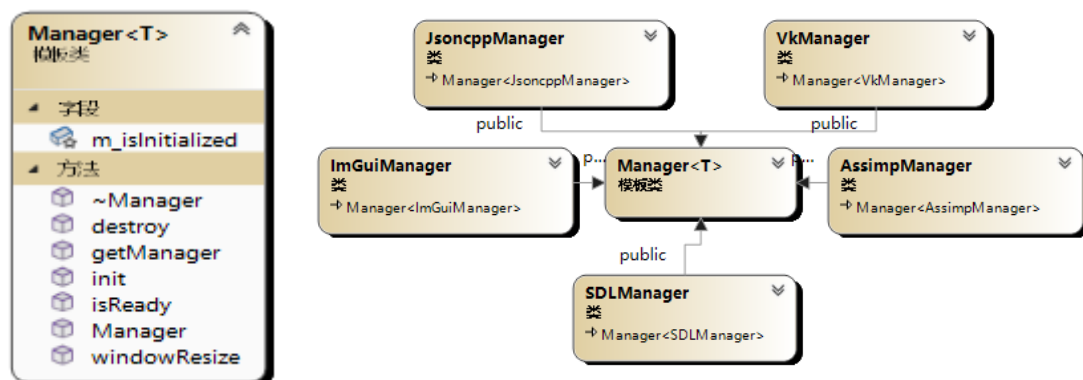 Manager<T>
模板类
字段
m_isInitialized
方法
~Manager
destroy
getManager
init
isReady
Manager
windowResize
JsoncppManager
类
Manager<JsoncppManager>
VkManager
类
Manager<VkManager>
public
public
ImGuiManager
类
Manager<ImGuiManager>
p...
Manager<T>
模板类
p...
AssimpManager
类
Manager<AssimpManager>
public
SDLManager
类
Manager<SDLManager>